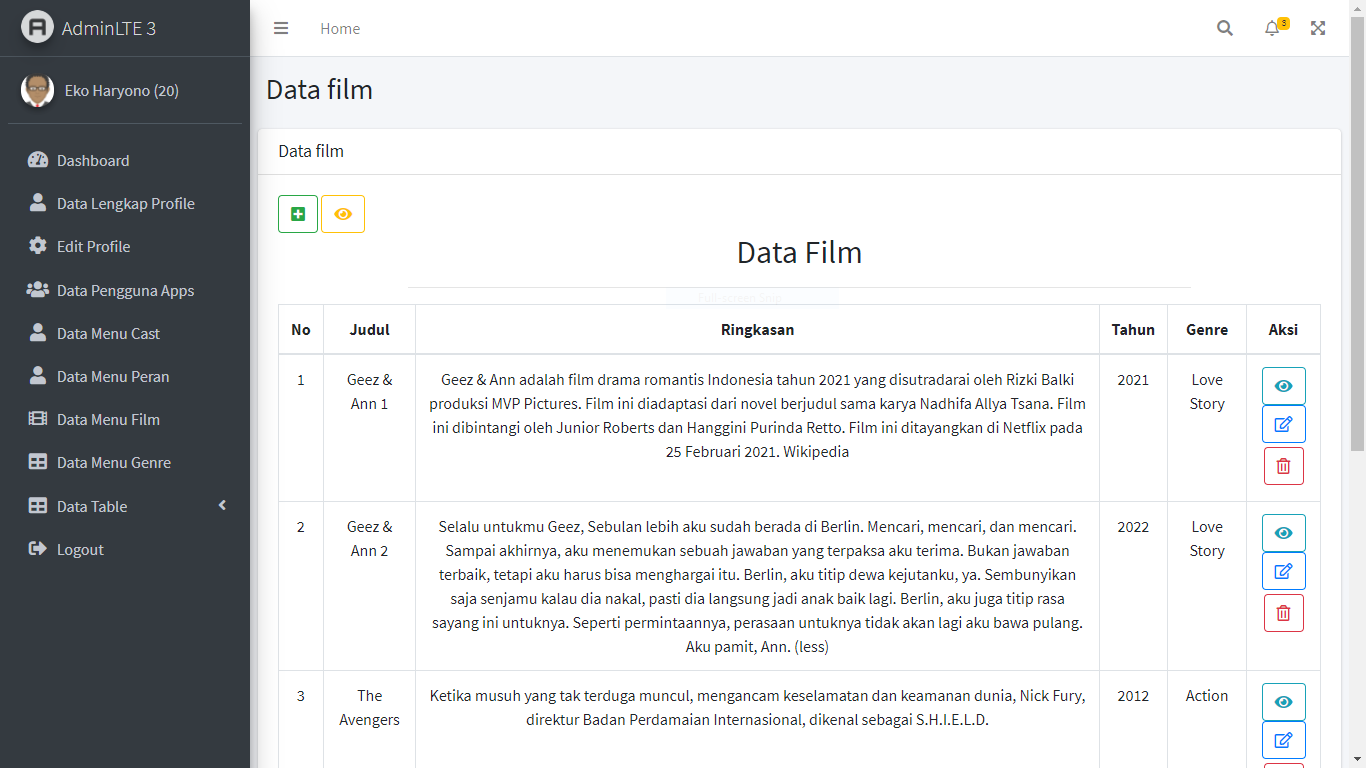 AdminLTE 3
Home
3
Eko Haryono (20)
Data film
Dashboard
Data Lengkap Profile
Edit Profile
Data Pengguna Apps
Data Menu Cast
Data Menu Peran
Data Menu Film
Data Menu Genre
Data Table
Logout
Data film
Data Film
Full-screen Snip
No Judul Ringkasan Tahun Genre Aksi
1 Geez & Geez & Ann adalah film drama romantis Indonesia tahun 2021 yang disutradarai oleh Rizki Balki 2021 Love
Ann 1 produksi MVP Pictures. Film ini diadaptasi dari novel berjudul sama karya Nadhifa Allya Tsana. Film Story
ini dibintangi oleh Junior Roberts dan Hanggini Purinda Retto. Film ini ditayangkan di Netflix pada
25 Februari 2021. Wikipedia
2 Geez & Selalu untukmu Geez, Sebulan lebih aku sudah berada di Berlin. Mencari, mencari, dan mencari. 2022 Love
Ann 2 Sampai akhirnya, aku menemukan sebuah jawaban yang terpaksa aku terima. Bukan jawaban Story
terbaik, tetapi aku harus bisa menghargai itu. Berlin, aku titip dewa kejutanku, ya. Sembunyikan
saja senjamu kalau dia nakal, pasti dia langsung jadi anak baik lagi. Berlin, aku juga titip rasa
sayang ini untuknya. Seperti permintaannya, perasaan untuknya tidak akan lagi aku bawa pulang.
Aku pamit, Ann. (less)
3 The Ketika musuh yang tak terduga muncul, mengancam keselamatan dan keamanan dunia, Nick Fury, 2012 Action
Avengers direktur Badan Perdamaian Internasional, dikenal sebagai S.H.I.E.L.D.